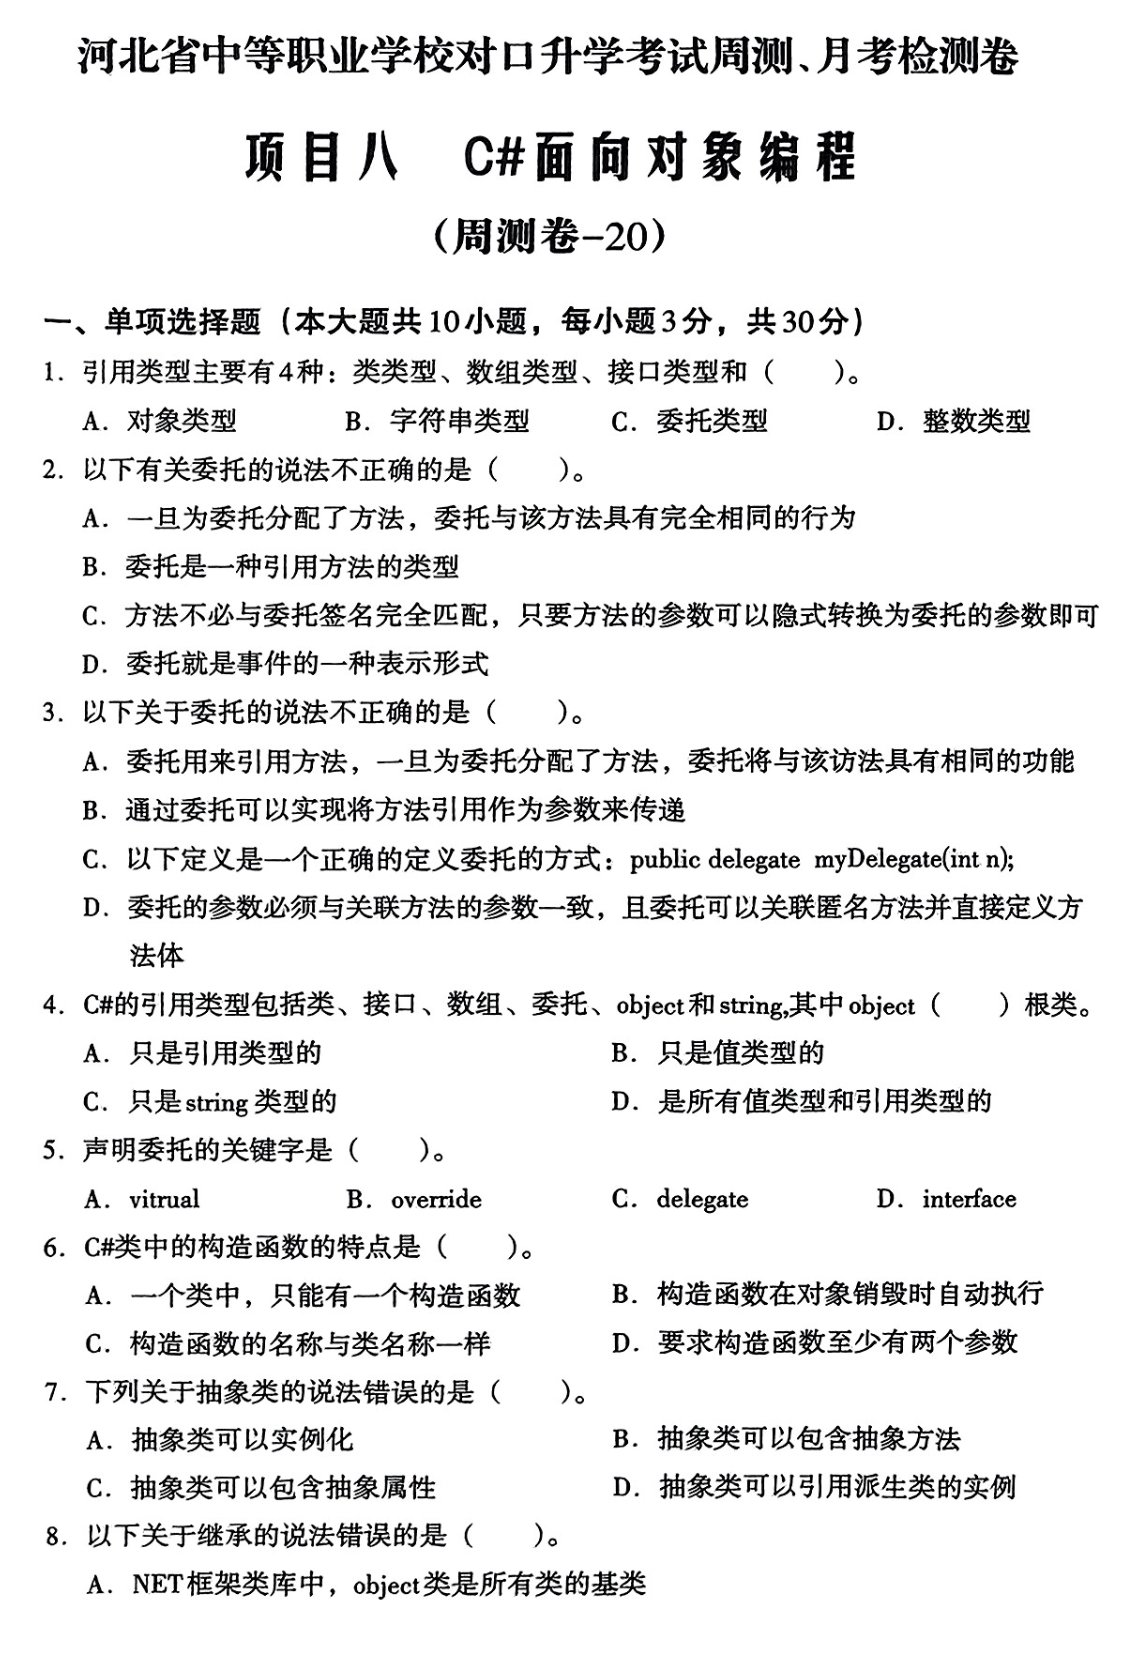 河北省中等职业学校对口升学考试周测、月考检测卷
项目八 C#面向对象编程
（周测卷-20）
一、单项选择题（本大题共10小题，每小题3分，共30分）
1. 引用类型主要有4种：类类型、数组类型、接口类型和（ ）。
A. 对象类型 B. 字符串类型 C. 委托类型 D. 整数类型
2. 以下有关委托的说法不正确的是（ ）。
A. 一旦为委托分配了方法，委托与该方法具有完全相同的行为
B. 委托是一种引用方法的类型
C. 方法不必与委托签名完全匹配，只要方法的参数可以隐式转换为委托的参数即可
D. 委托就是事件的一种表示形式
3. 以下关于委托的说法不正确的是（ ）。
A. 委托用来引用方法，一旦为委托分配了方法，委托将与该访法具有相同的功能
B. 通过委托可以实现将方法引用作为参数来传递
C. 以下定义是一个正确的定义委托的方式：public delegate myDelegate(int n);
D. 委托的参数必须与关联方法的参数一致，且委托可以关联匿名方法并直接定义方
法体
4. C#的引用类型包括类、接口、数组、委托、object和string,其中object（ ）根类。
A. 只是引用类型的 B. 只是值类型的
C. 只是string类型的 D. 是所有值类型和引用类型的
5. 声明委托的关键字是（ ）。
A. vitrual B. override C. delegate D. interface
6. C#类中的构造函数的特点是（ ）。
A. 一个类中，只能有一个构造函数 B. 构造函数在对象销毁时自动执行
C. 构造函数的名称与类名称一样 D. 要求构造函数至少有两个参数
7. 下列关于抽象类的说法错误的是（ ）。
A. 抽象类可以实例化 B. 抽象类可以包含抽象方法
C. 抽象类可以包含抽象属性 D. 抽象类可以引用派生类的实例
8. 以下关于继承的说法错误的是（ ）。
A. NET框架类库中，object类是所有类的基类